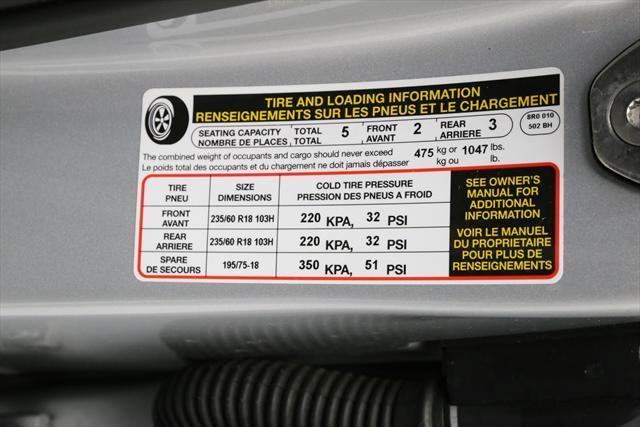 TIRE AND LOADING INFORMATION
RENSEIGNEMENTS SUR LES PNEUS ET LE CHARGEMENT
SEATING CAPACITY TOTAL 5 FRONT 2 REAR 3
NOMBRE DE PLACES TOTAL AVANT ARRIERE
8R0 010
502 BH
The combined weight of occupants and cargo should never exceed 475 kg or 1047 lbs.
Le poids total des occupants et du chargement ne doit jamais dépasser kg ou lb.
TIRE SIZE COLD TIRE PRESSURE
PNEU DIMENSIONS PRESSION DES PNEUS A FROID
FRONT
AVANT 235/60 R18 103H 220 KPA, 32 PSI
REAR
ARRIERE 235/60 R18 103H 220 KPA, 32 PSI
SPARE
DE SECOURS 195/75-18 350 KPA, 51 PSI
SEE OWNER'S
MANUAL FOR
ADDITIONAL
INFORMATION
VOIR LE MANUEL
DU PROPRIETAIRE
POUR PLUS DE
RENSEIGNEMENTS